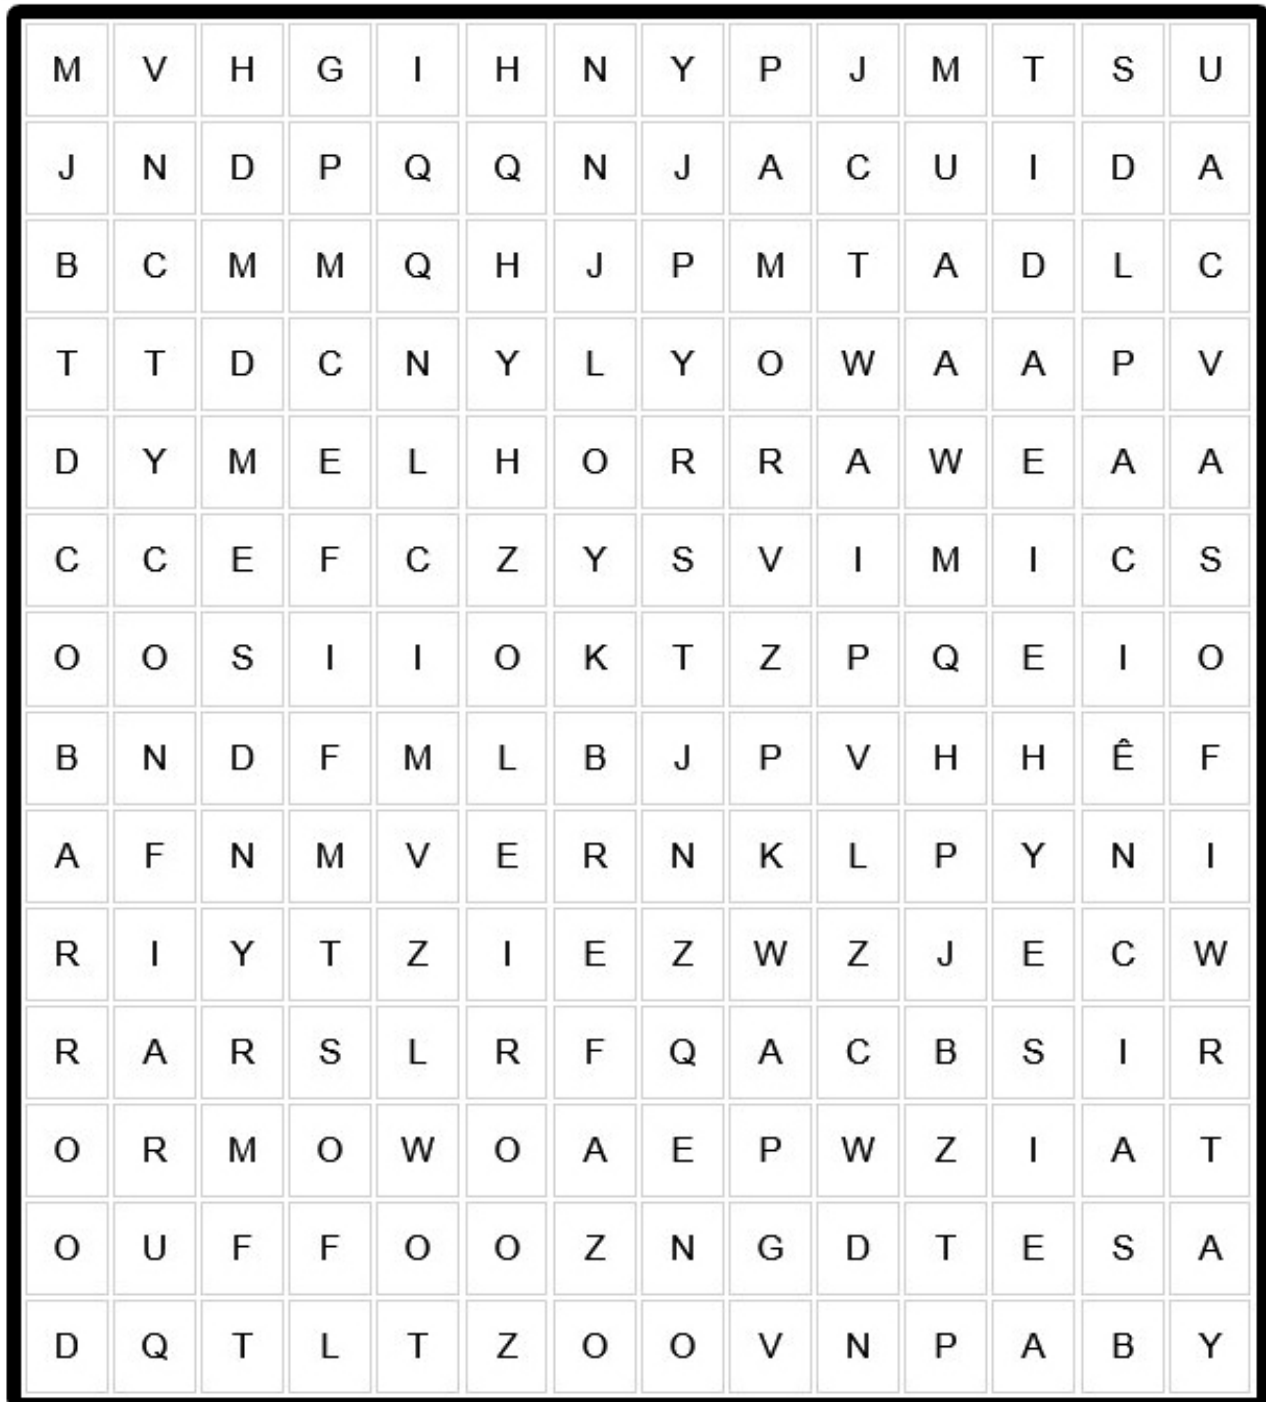 M V H G I H N Y P J M T S U
J N D P Q Q N J A C U I D A
B C M M Q H J P M T A D L C
T T D C N Y L Y O W A A P V
D Y M E L H O R R A W E A A
C C E F C Z Y S V I M I C S
O O S I I O K T Z P Q E I O
B N D F M L B J P V H H Ê F
A F N M V E R N K L P Y N I
R I Y T Z I E Z W Z J E C W
R A R S L R F Q A C B S I R
O R M O W O A E P W Z I A T
O U F F O O Z N G D T E S A
D Q T L T Z O O V N P A B Y